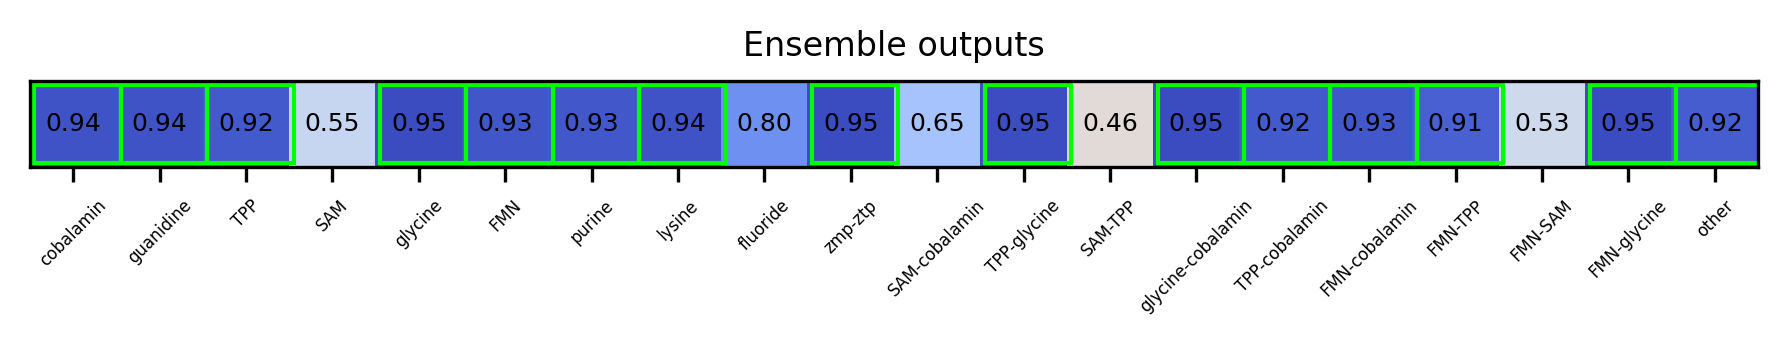 Ensemble outputs
0.94 0.94 0.92 0.55 0.95 0.93 0.93 0.94 0.80 0.95 0.65 0.95 0.46 0.95 0.92 0.93 0.91 0.53 0.95 0.92
cobalamin guanidine TPP SAM glycine FMN purine lysine fluoride zmp-ztp SAM-cobalamin TPP-glycine SAM-TPP glycine-cobalamin TPP-cobalamin FMN-cobalamin FMN-TPP FMN-SAM FMN-glycine other